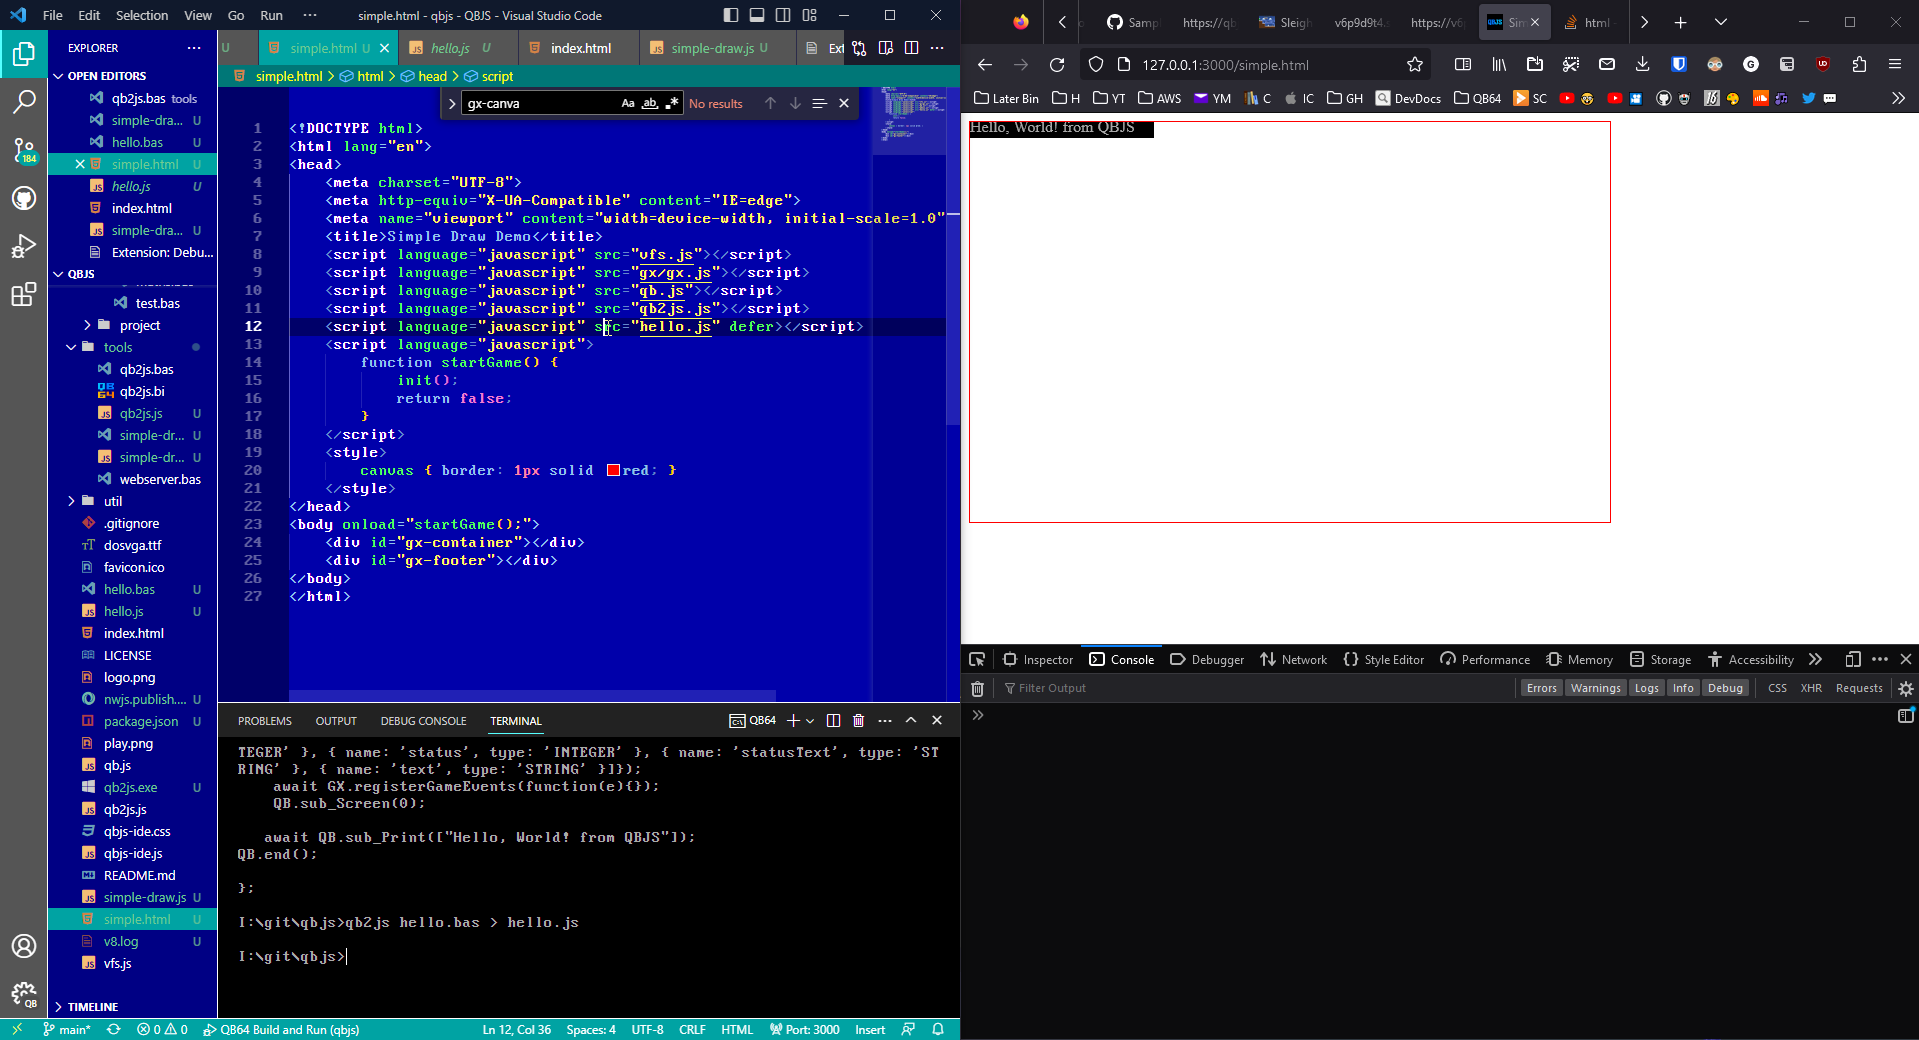 File Edit Selection View Go Run ··· simple.html - qbjs - QBJS - Visual Studio Code
EXPLORER ···
OPEN EDITORS
qb2js.bas tools
simple-dra...
hello.bas U
simple.html U
hello.js U
index.html
simple-dra... U
Extension: Debu...
QBJS
test.bas
project
tools
qb2js.bas
qb2js.bi
qb2js.js U
simple-dr... U
simple-dr... U
webserver.bas
util
.gitignore
dosvga.ttf
favicon.ico
hello.bas U
hello.js U
index.html
LICENSE
logo.png
nwjs.publish.... U
package.json U
play.png
qb.js
qb2js.exe U
qb2js.js
qbjs-ide.css
qbjs-ide.js
README.md
simple-draw.js U
simple.html U
v8.log U
vfs.js
TIMELINE
U simple.html U hello.js U index.html simple-draw.js U Ext
simple.html > html > head > script
gx-canva Aa ab .* No results
1 <!DOCTYPE html>
2 <html lang="en">
3 <head>
4 <meta charset="UTF-8">
5 <meta http-equiv="X-UA-Compatible" content="IE=edge">
6 <meta name="viewport" content="width=device-width, initial-scale=1.0"
7 <title>Simple Draw Demo</title>
8 <script language="javascript" src="vfs.js"></script>
9 <script language="javascript" src="gx/gx.js"></script>
10 <script language="javascript" src="qb.js"></script>
11 <script language="javascript" src="qb2js.js"></script>
12 <script language="javascript" src="hello.js" defer></script>
13 <script language="javascript">
14 function startGame() {
15 init();
16 return false;
17 }
18 </script>
19 <style>
20 canvas { border: 1px solid red; }
21 </style>
22 </head>
23 <body onload="startGame();">
24 <div id="gx-container"></div>
25 <div id="gx-footer"></div>
26 </body>
27 </html>
PROBLEMS OUTPUT DEBUG CONSOLE TERMINAL QB64
TEGER' }, { name: 'status', type: 'INTEGER' }, { name: 'statusText', type: 'ST
RING' }, { name: 'text', type: 'STRING' }]});
await GX.registerGameEvents(function(e){});
QB.sub_Screen(0);
await QB.sub_Print(["Hello, World! from QBJS"]);
QB.end();
};
I:\git\qbjs>qb2js hello.bas > hello.js
I:\git\qbjs>
184
QB
main* 0 0 QB64 Build and Run (qbjs) Ln 12, Col 36 Spaces: 4 UTF-8 CRLF HTML Port: 3000 Insert
Samp https://qb Sleigh v6p9d9t4. https://v6 Sim html
127.0.0.1:3000/simple.html
Later Bin H YT AWS YM C IC GH DevDocs QB64 SC
Hello, World! from QBJS
Inspector Console Debugger Network Style Editor Performance Memory Storage Accessibility
Filter Output Errors Warnings Logs Info Debug CSS XHR Requests